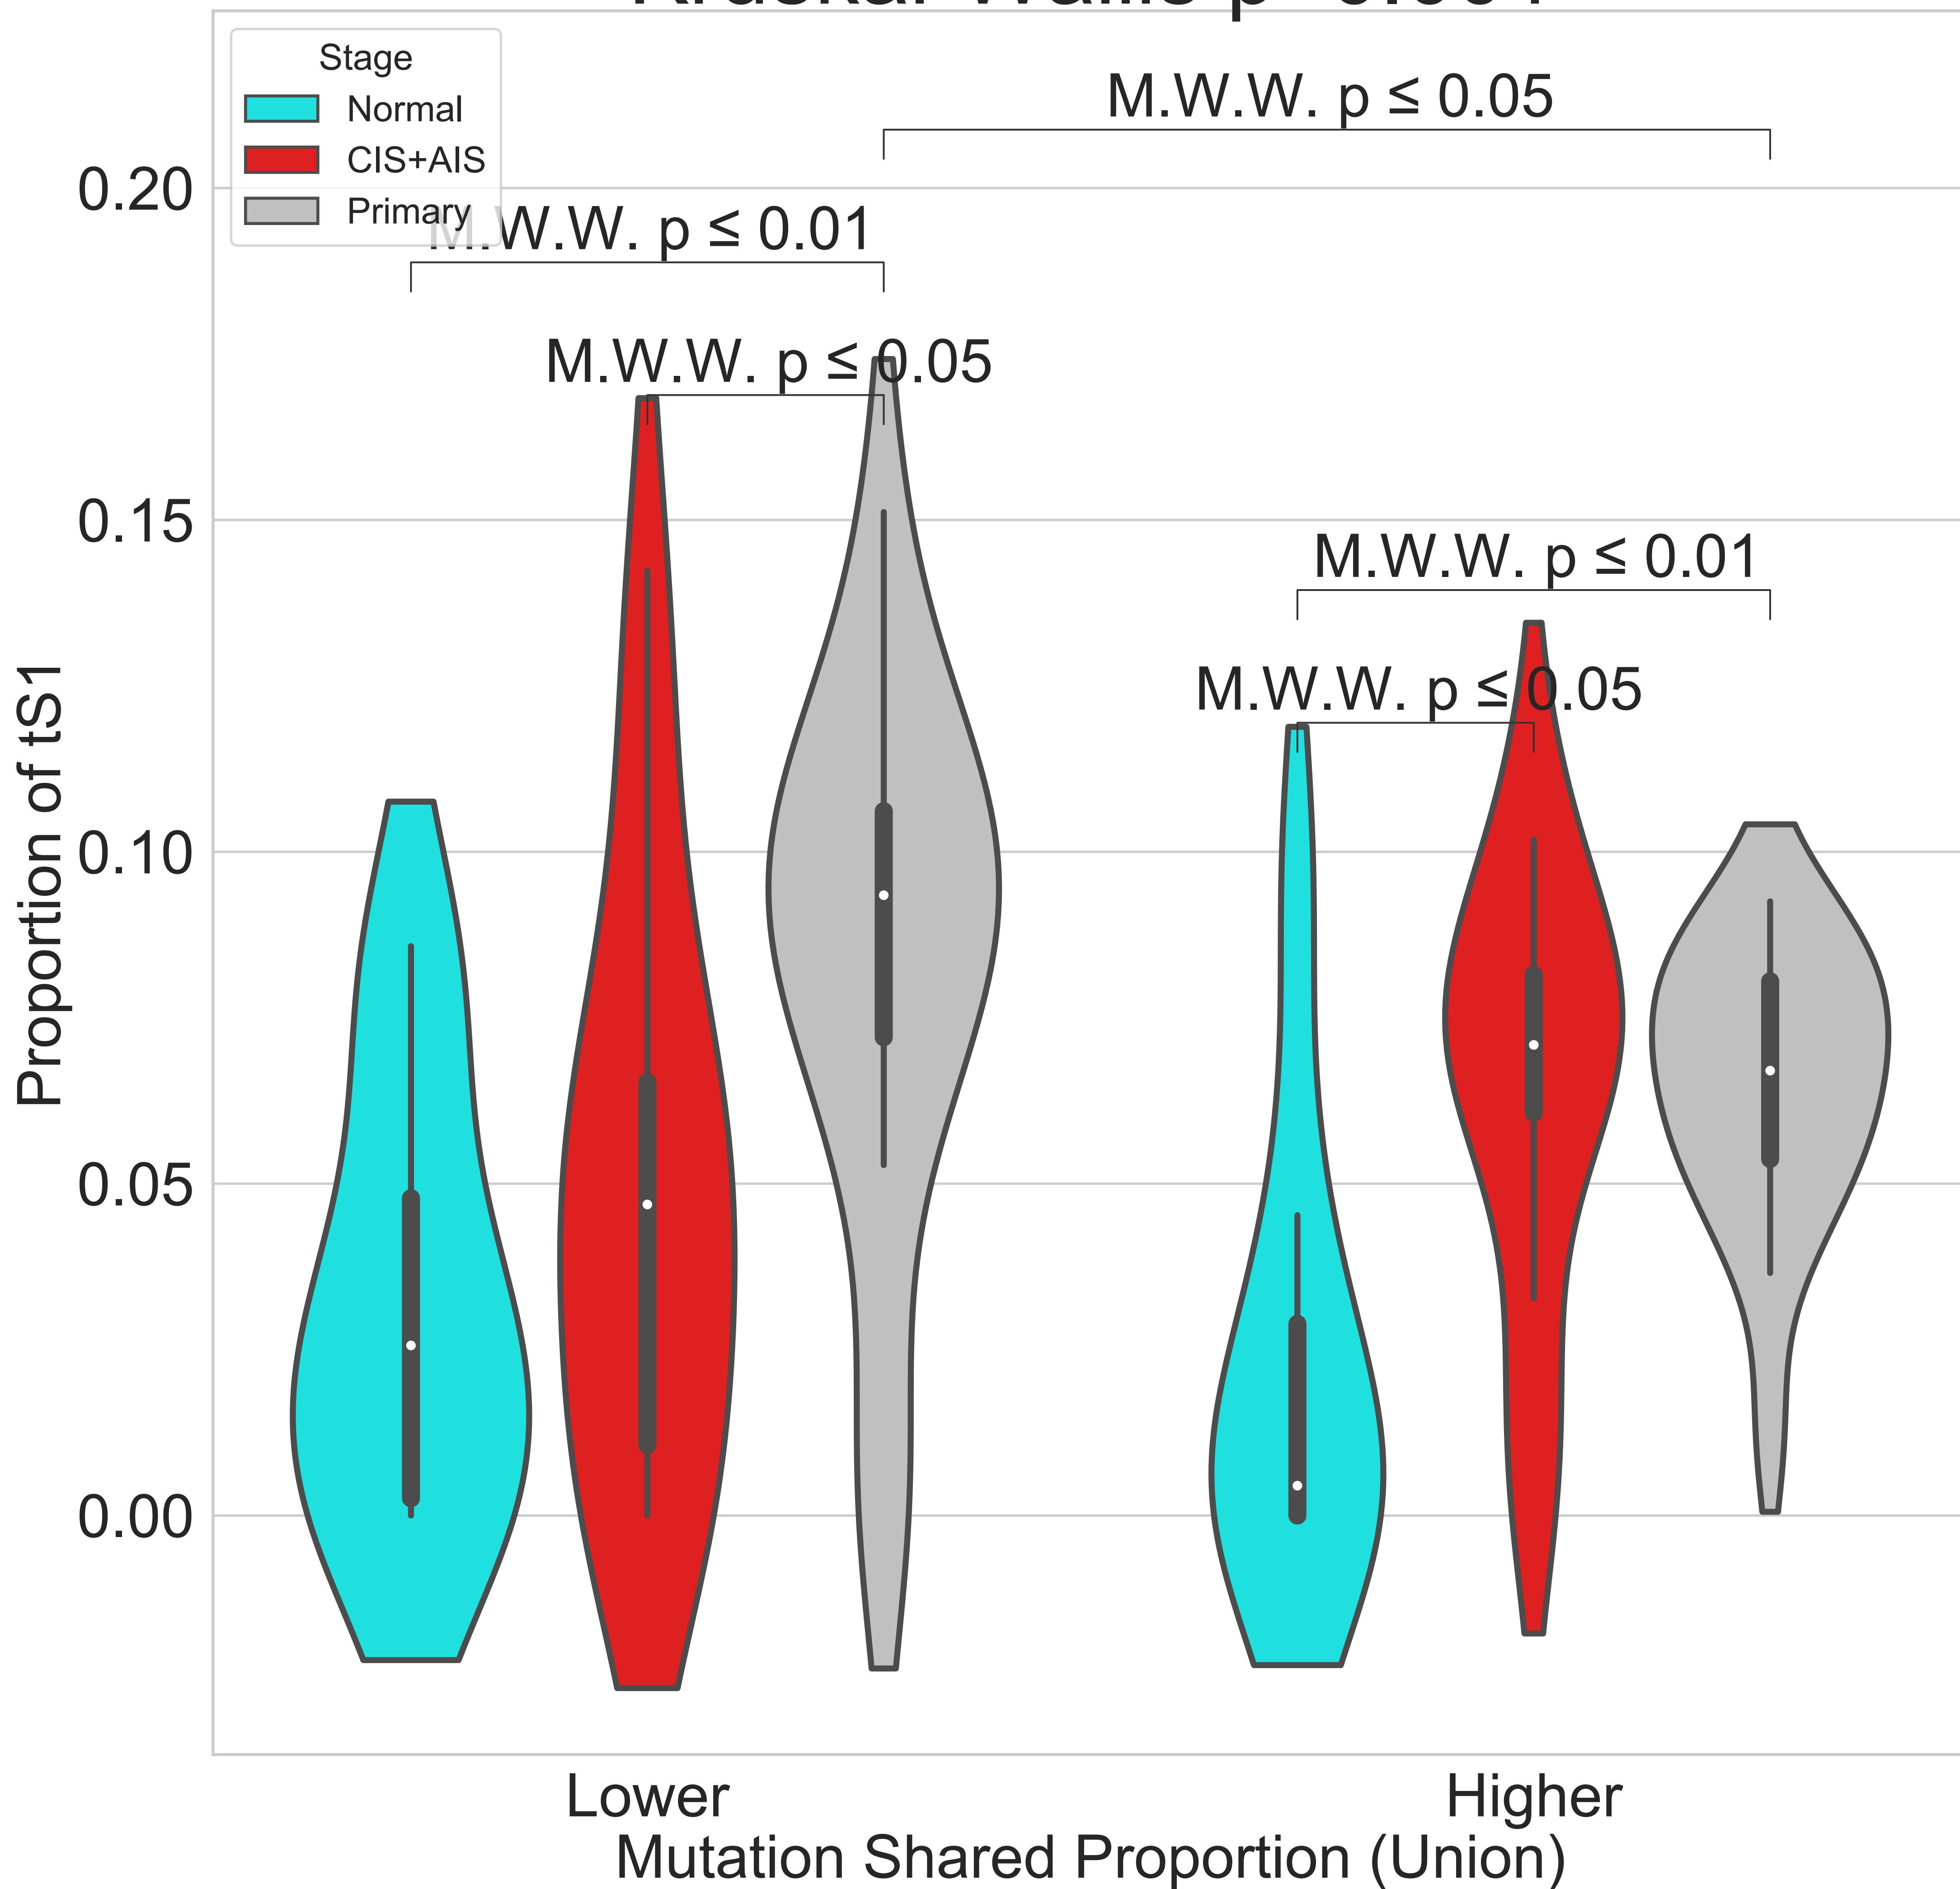 Stage
Normal
CIS+AIS
Primary
M.W.W. p ≤ 0.05
M.W.W. p ≤ 0.01
M.W.W. p ≤ 0.05
M.W.W. p ≤ 0.01
M.W.W. p ≤ 0.05
0.20
0.15
0.10
0.05
0.00
Proportion of tS1
Lower
Higher
Mutation Shared Proportion (Union)